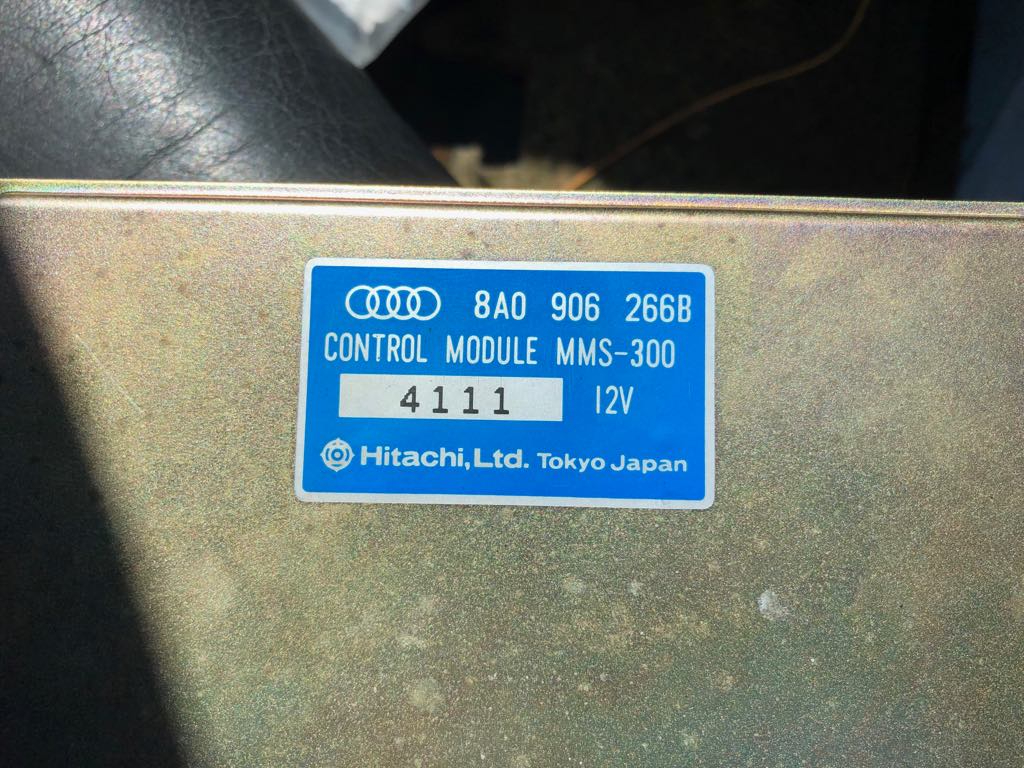 8A0 906 266B
CONTROL MODULE MMS-300
4111 12V
Hitachi, Ltd. Tokyo Japan